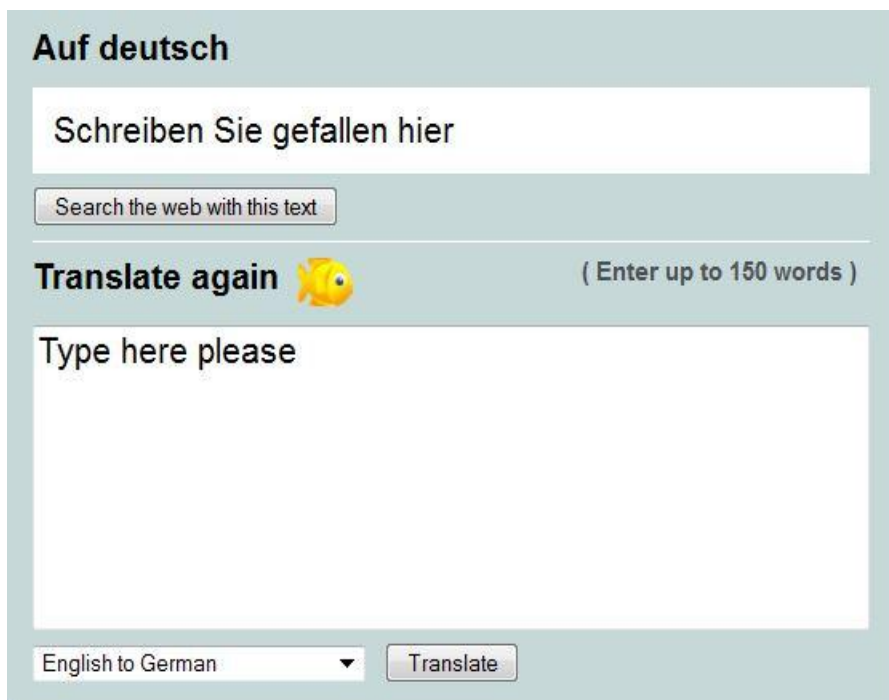 Auf deutsch
Schreiben Sie gefallen hier
Search the web with this text
Translate again
( Enter up to 150 words )
Type here please
English to German
Translate